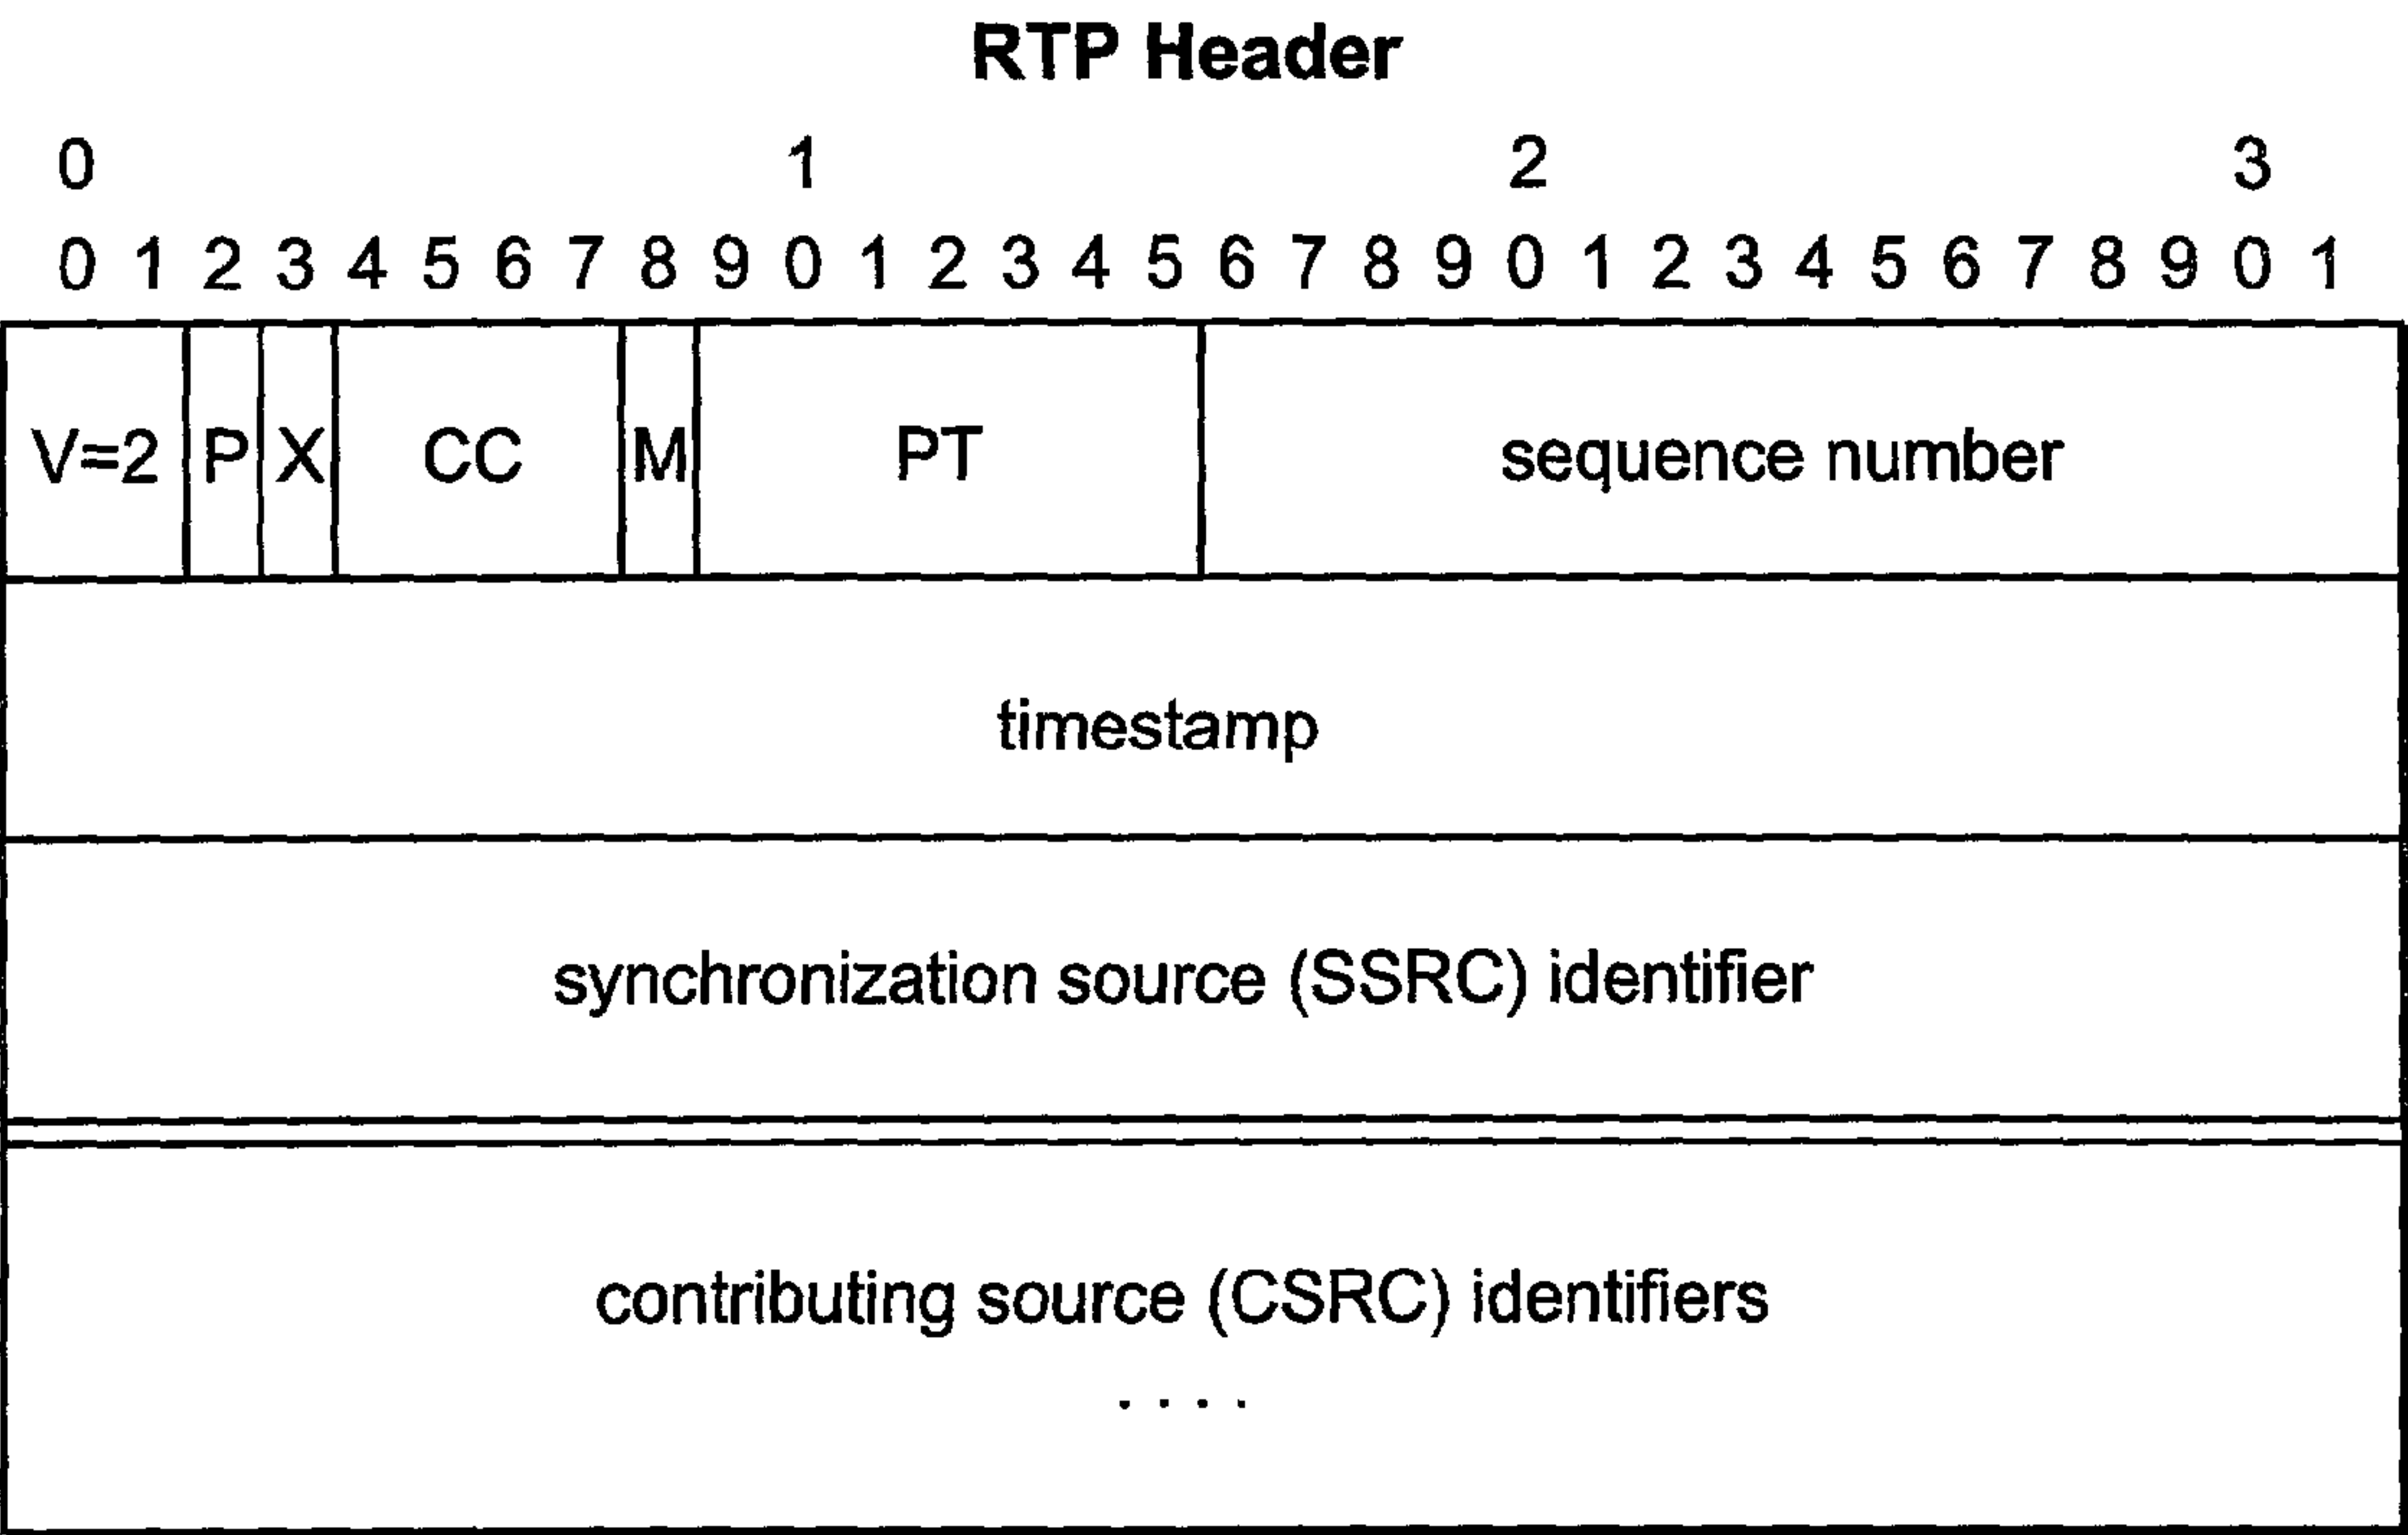 RTP Header
0 1 2 3
0 1 2 3 4 5 6 7 8 9 0 1 2 3 4 5 6 7 8 9 0 1 2 3 4 5 6 7 8 9 0 1
V=2 P X CC M PT sequence number
timestamp
synchronization source (SSRC) identifier
contributing source (CSRC) identifiers
. . . .